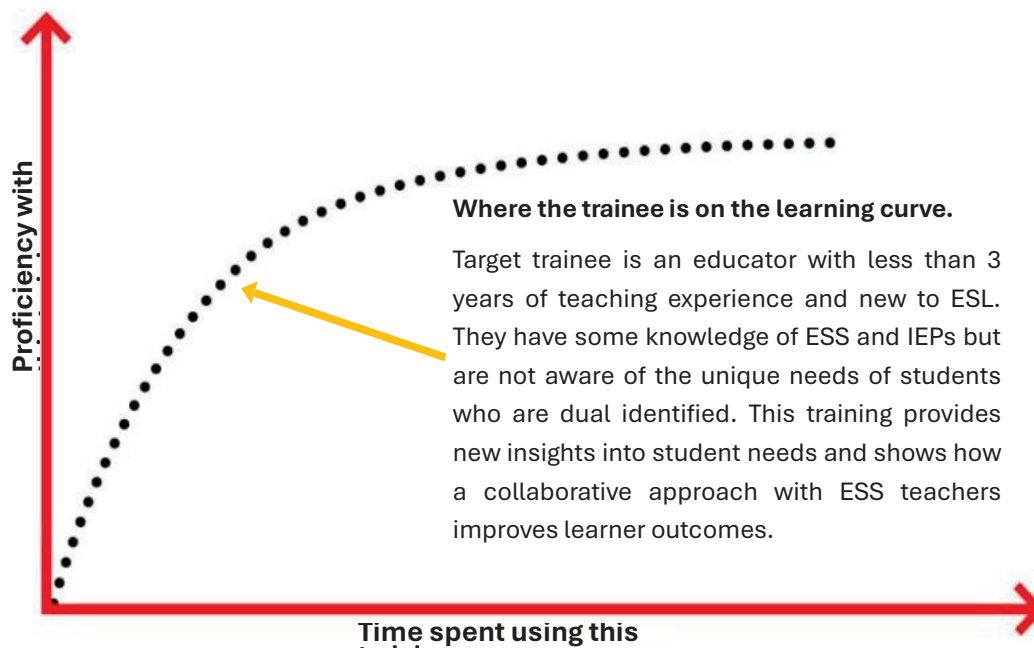 Proficiency with
Where the trainee is on the learning curve.
Target trainee is an educator with less than 3
years of teaching experience and new to ESL.
They have some knowledge of ESS and IEPs but
are not aware of the unique needs of students
who are dual identified. This training provides
new insights into student needs and shows how
a collaborative approach with ESS teachers
improves learner outcomes.
Time spent using this